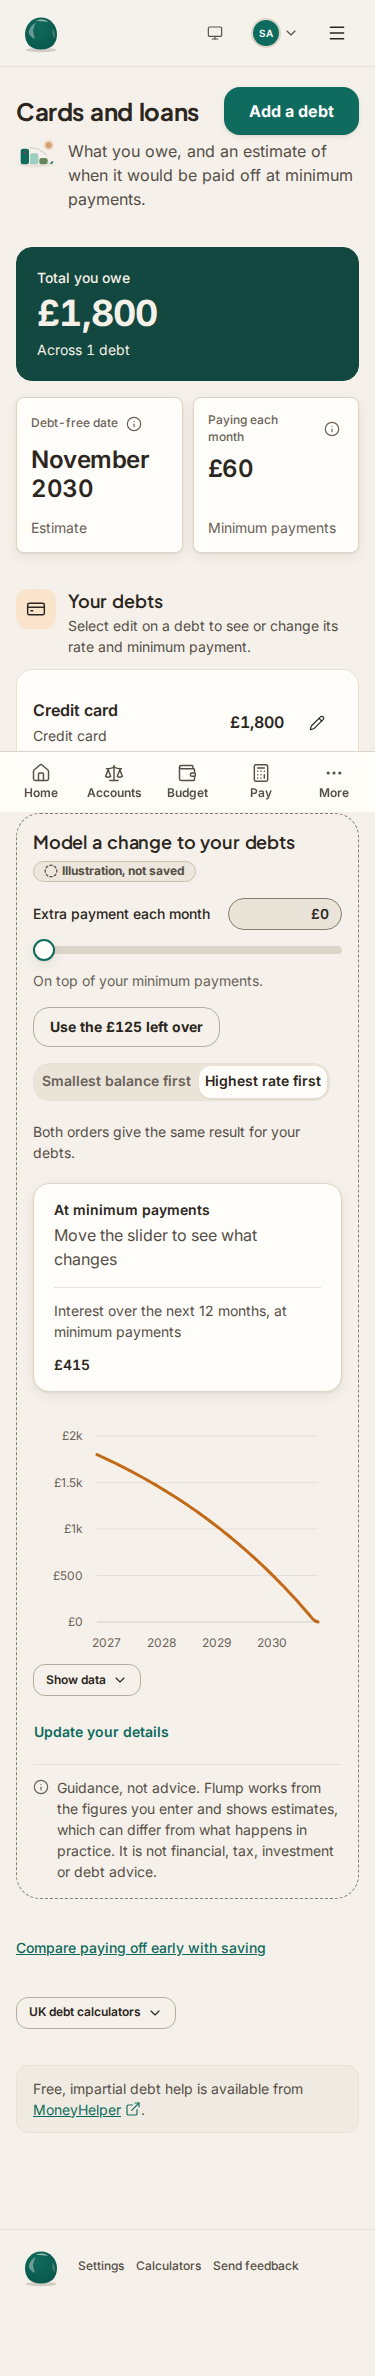 SA
Cards and loans
Add a debt
What you owe, and an estimate of
when it would be paid off at minimum
payments.
Total you owe
£1,800
Across 1 debt
Debt-free date
November
2030
Estimate
Paying each
month
£60
Minimum payments
Your debts
Select edit on a debt to see or change its
rate and minimum payment.
Credit card
£1,800
Credit card
Home
Accounts
Budget
Pay
More
Model a change to your debts
Illustration, not saved
Extra payment each month
£0
On top of your minimum payments.
Use the £125 left over
Smallest balance first
Highest rate first
Both orders give the same result for your
debts.
At minimum payments
Move the slider to see what
changes
Interest over the next 12 months, at
minimum payments
£415
£2k
£1.5k
£1k
£500
£0
2027 2028 2029 2030
Show data
Update your details
Guidance, not advice. Flump works from
the figures you enter and shows estimates,
which can differ from what happens in
practice. It is not financial, tax, investment
or debt advice.
Compare paying off early with saving
UK debt calculators
Free, impartial debt help is available from
MoneyHelper.
Settings Calculators Send feedback